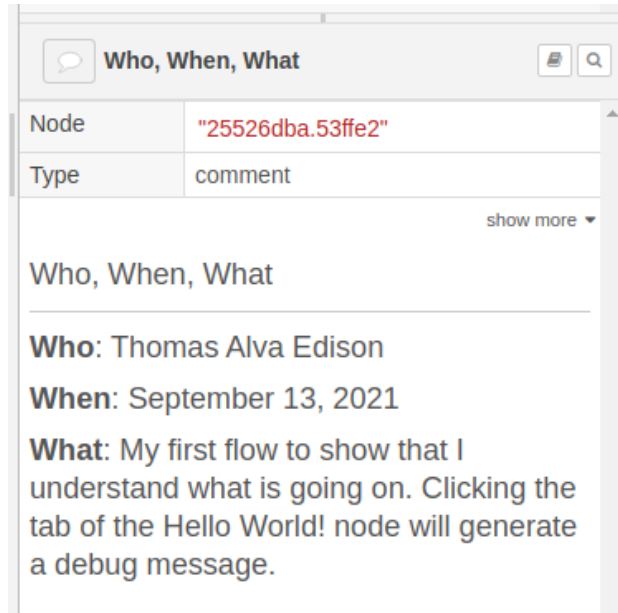 Who, When, What
Node "25526dba.53ffe2"
Type comment
show more
Who, When, What
Who: Thomas Alva Edison
When: September 13, 2021
What: My first flow to show that I
understand what is going on. Clicking the
tab of the Hello World! node will generate
a debug message.